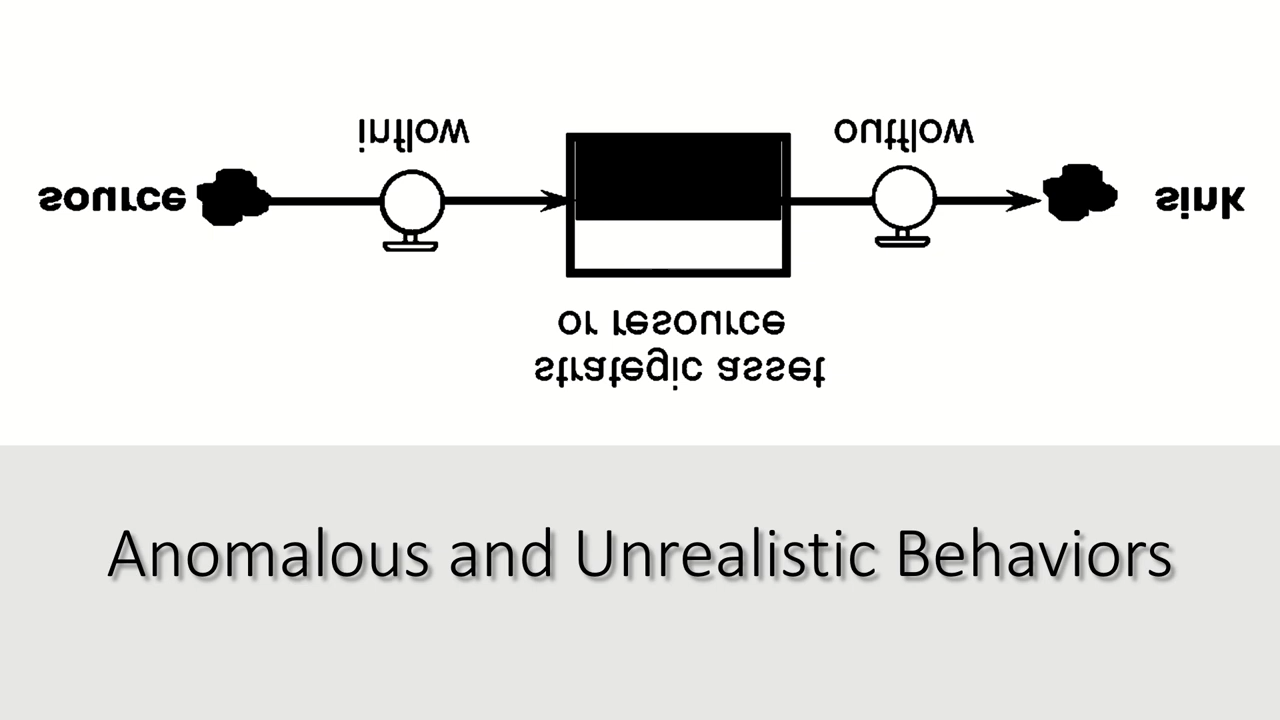 inflow
outflow
source
sink
strategic asset
or resource
Anomalous and Unrealistic Behaviors